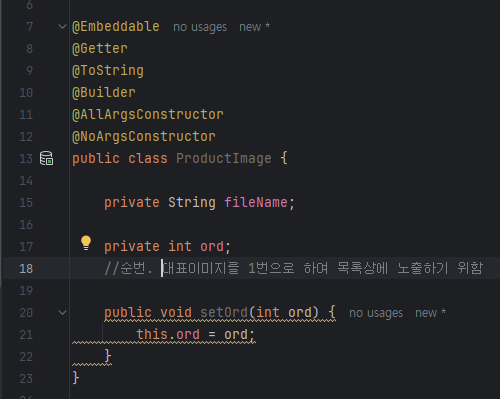 6
7 @Embeddable no usages new *
8 @Getter
9 @ToString
10 @Builder
11 @AllArgsConstructor
12 @NoArgsConstructor
13 public class ProductImage {
14
15 private String fileName;
16
17 private int ord;
18 //순번. 대표이미지를 1번으로 하여 목록상에 노출하기 위함
19
20 public void setOrd(int ord) { no usages new *
21 this.ord = ord;
22 }
23 }
24